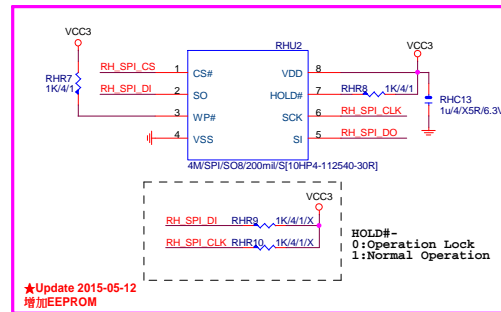 VCC3
RHU2
VCC3
RH_SPI_CS
1
CS#
VDD
8
RHR7
1K/4/1
RH_SPI_DI
2
SO
HOLD#
7
RHR8
1K/4/1
3
WP#
SCK
6
RH_SPI_CLK
RHC13
1u/4/X5R/6.3V
4
VSS
SI
5
RH_SPI_DO
4M/SPI/SO8/200mil/S[10HP4-112540-30R]
VCC3
RH_SPI_DI
RHR9
1K/4/1/X
RH_SPI_CLK
RHR10
1K/4/1/X
HOLD#-
0:Operation Lock
1:Normal Operation
★Update 2015-05-12
增加EEPROM